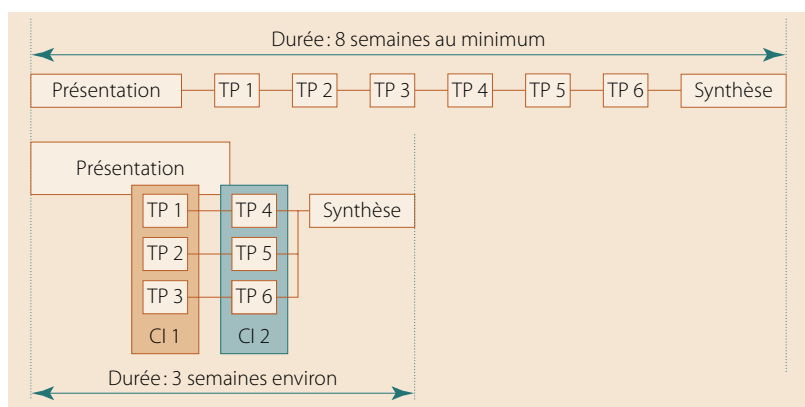 Durée : 8 semaines au minimum
Présentation TP 1 TP 2 TP 3 TP 4 TP 5 TP 6 Synthèse
Présentation
TP 1 TP 4 Synthèse
TP 2 TP 5
TP 3 TP 6
CI 1 CI 2
Durée : 3 semaines environ